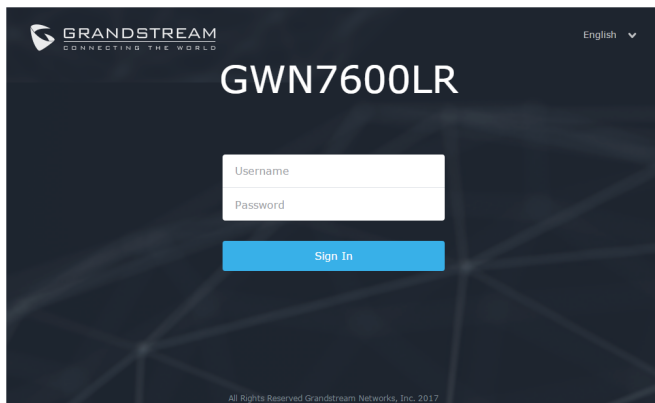 GRANDSTREAM
CONNECTING THE WORLD
English
GWN7600LR
Username
Password
Sign In
All Rights Reserved Grandstream Networks, Inc. 2017